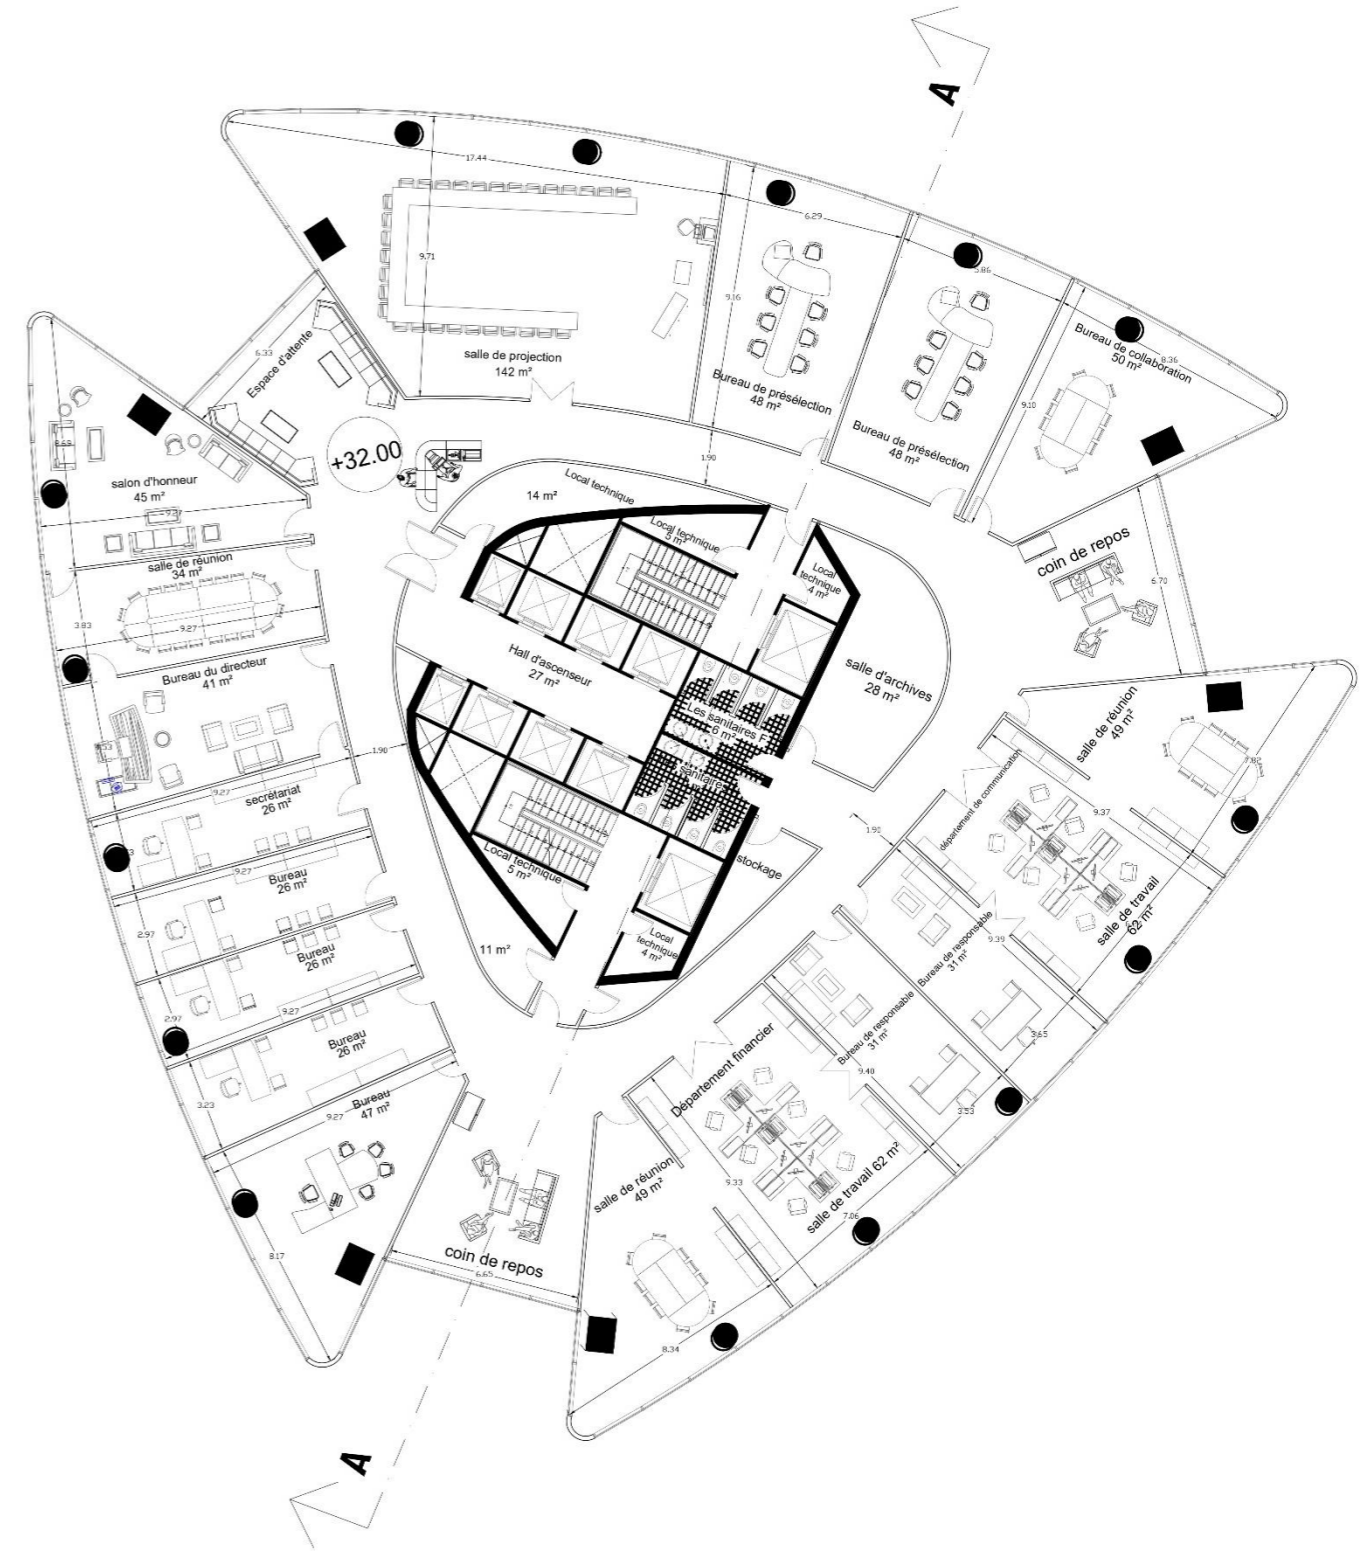 A
17.44
6.29
5.86
8.36
9.71
9.16
9.10
salle de projection
142 m²
Bureau de présélection
48 m²
Bureau de présélection
48 m²
Bureau de collaboration
50 m²
6.33
Espace d'attente
+32.00
1.90
8.69
salon d'honneur
45 m²
9.27
salle de réunion
34 m²
9.27
3.83
Bureau du directeur
41 m²
9.27
1.90
secrétariat
26 m²
9.27
Bureau
26 m²
2.97
Bureau
26 m²
9.27
2.97
Bureau
26 m²
3.23
9.27
Bureau
47 m²
8.17
Local technique
14 m²
Local technique
5 m²
Local
technique
4 m²
Hall d'ascenseur
27 m²
salle d'archives
28 m²
Les sanitaires F
6 m²
sanitaire
Local technique
5 m²
stockage
Local
technique
4 m²
11 m²
coin de repos
6.70
salle de réunion
49 m²
7.82
département de communication
9.37
1.90
salle de travail
62 m²
Bureau de responsable
31 m²
9.39
3.65
Bureau de responsable
31 m²
9.40
3.53
Département financier
salle de travail 62 m²
7.06
9.33
salle de réunion
49 m²
8.34
coin de repos
6.65
A